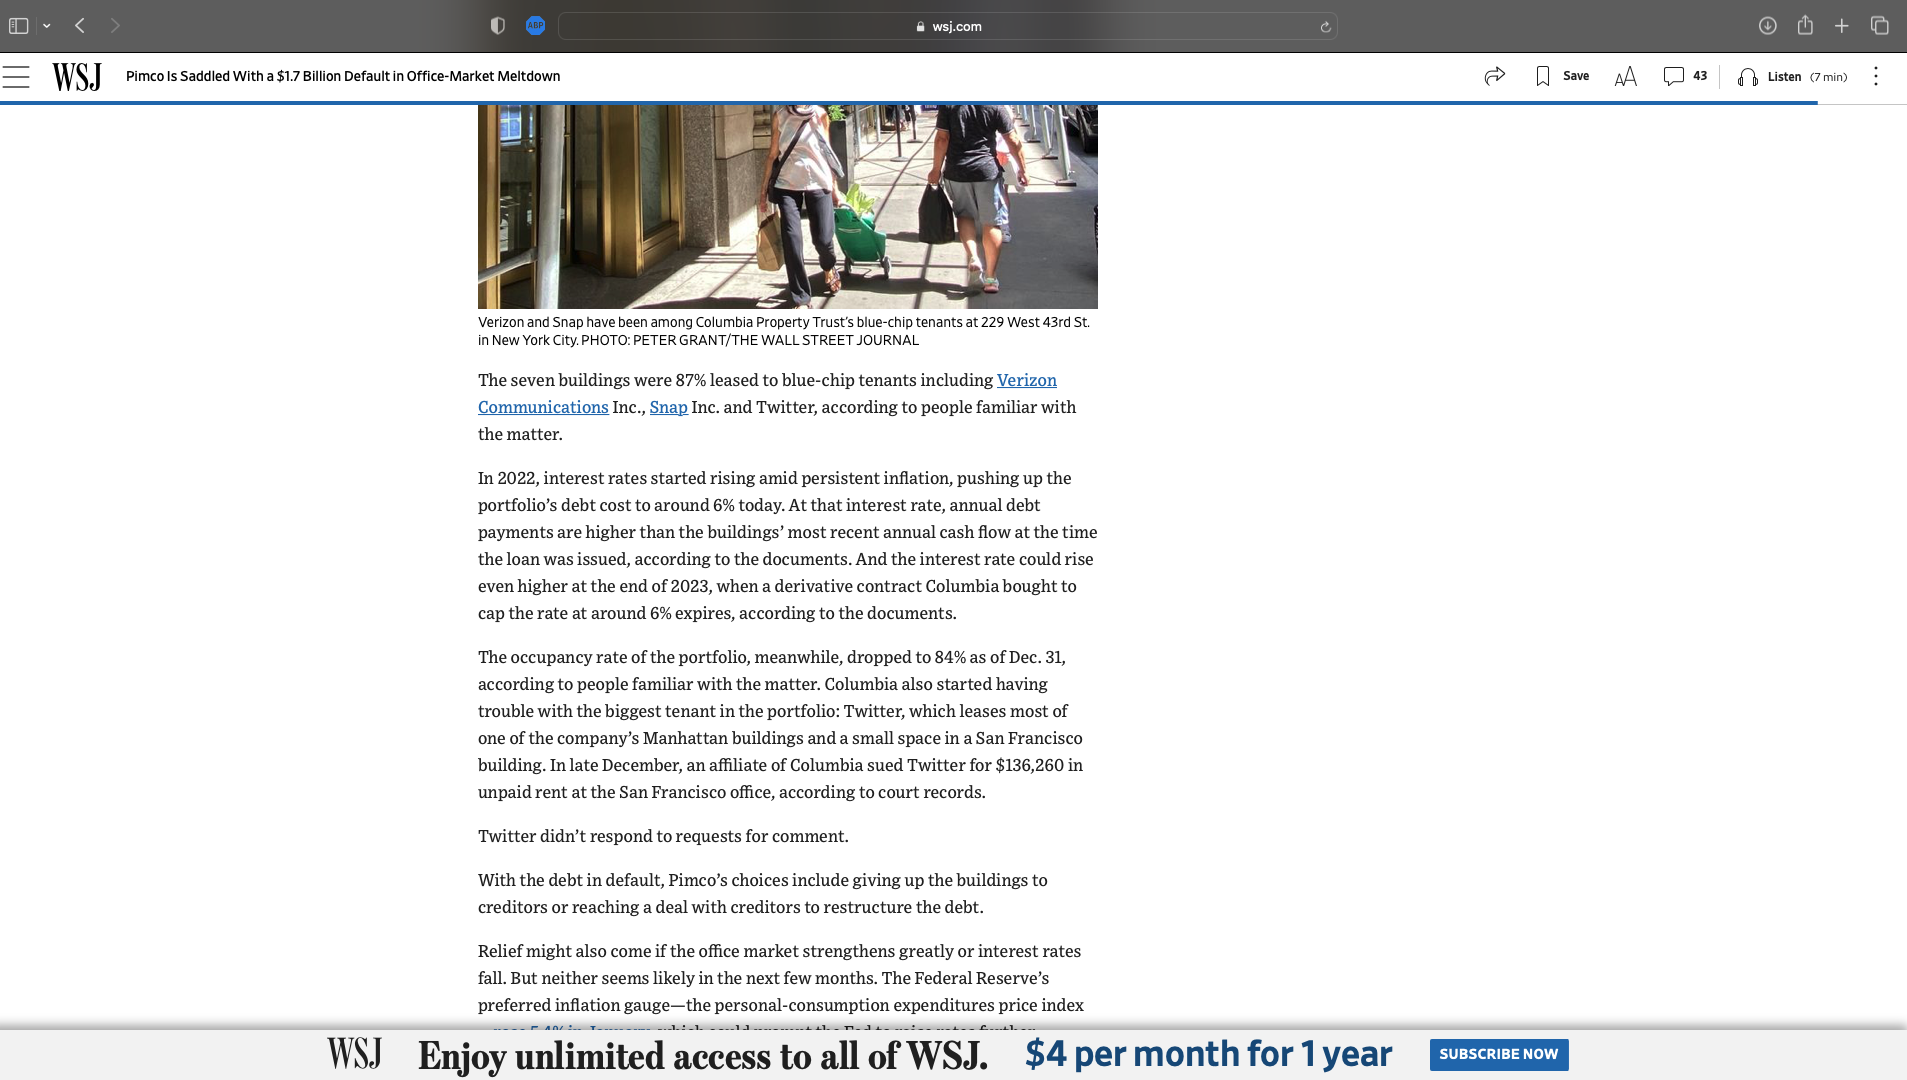 ABP
wsj.com
WSJ Pimco Is Saddled With a $1.7 Billion Default in Office-Market Meltdown Save AA 43 Listen (7 min)
Verizon and Snap have been among Columbia Property Trust’s blue-chip tenants at 229 West 43rd St.
in New York City. PHOTO: PETER GRANT/THE WALL STREET JOURNAL
The seven buildings were 87% leased to blue-chip tenants including Verizon
Communications Inc., Snap Inc. and Twitter, according to people familiar with
the matter.
In 2022, interest rates started rising amid persistent inflation, pushing up the
portfolio’s debt cost to around 6% today. At that interest rate, annual debt
payments are higher than the buildings’ most recent annual cash flow at the time
the loan was issued, according to the documents. And the interest rate could rise
even higher at the end of 2023, when a derivative contract Columbia bought to
cap the rate at around 6% expires, according to the documents.
The occupancy rate of the portfolio, meanwhile, dropped to 84% as of Dec. 31,
according to people familiar with the matter. Columbia also started having
trouble with the biggest tenant in the portfolio: Twitter, which leases most of
one of the company’s Manhattan buildings and a small space in a San Francisco
building. In late December, an affiliate of Columbia sued Twitter for $136,260 in
unpaid rent at the San Francisco office, according to court records.
Twitter didn’t respond to requests for comment.
With the debt in default, Pimco’s choices include giving up the buildings to
creditors or reaching a deal with creditors to restructure the debt.
Relief might also come if the office market strengthens greatly or interest rates
fall. But neither seems likely in the next few months. The Federal Reserve’s
preferred inflation gauge—the personal-consumption expenditures price index
—rose 5.4% in January, which could prompt the Fed to raise rates further.
WSJ Enjoy unlimited access to all of WSJ. $4 per month for 1 year SUBSCRIBE NOW